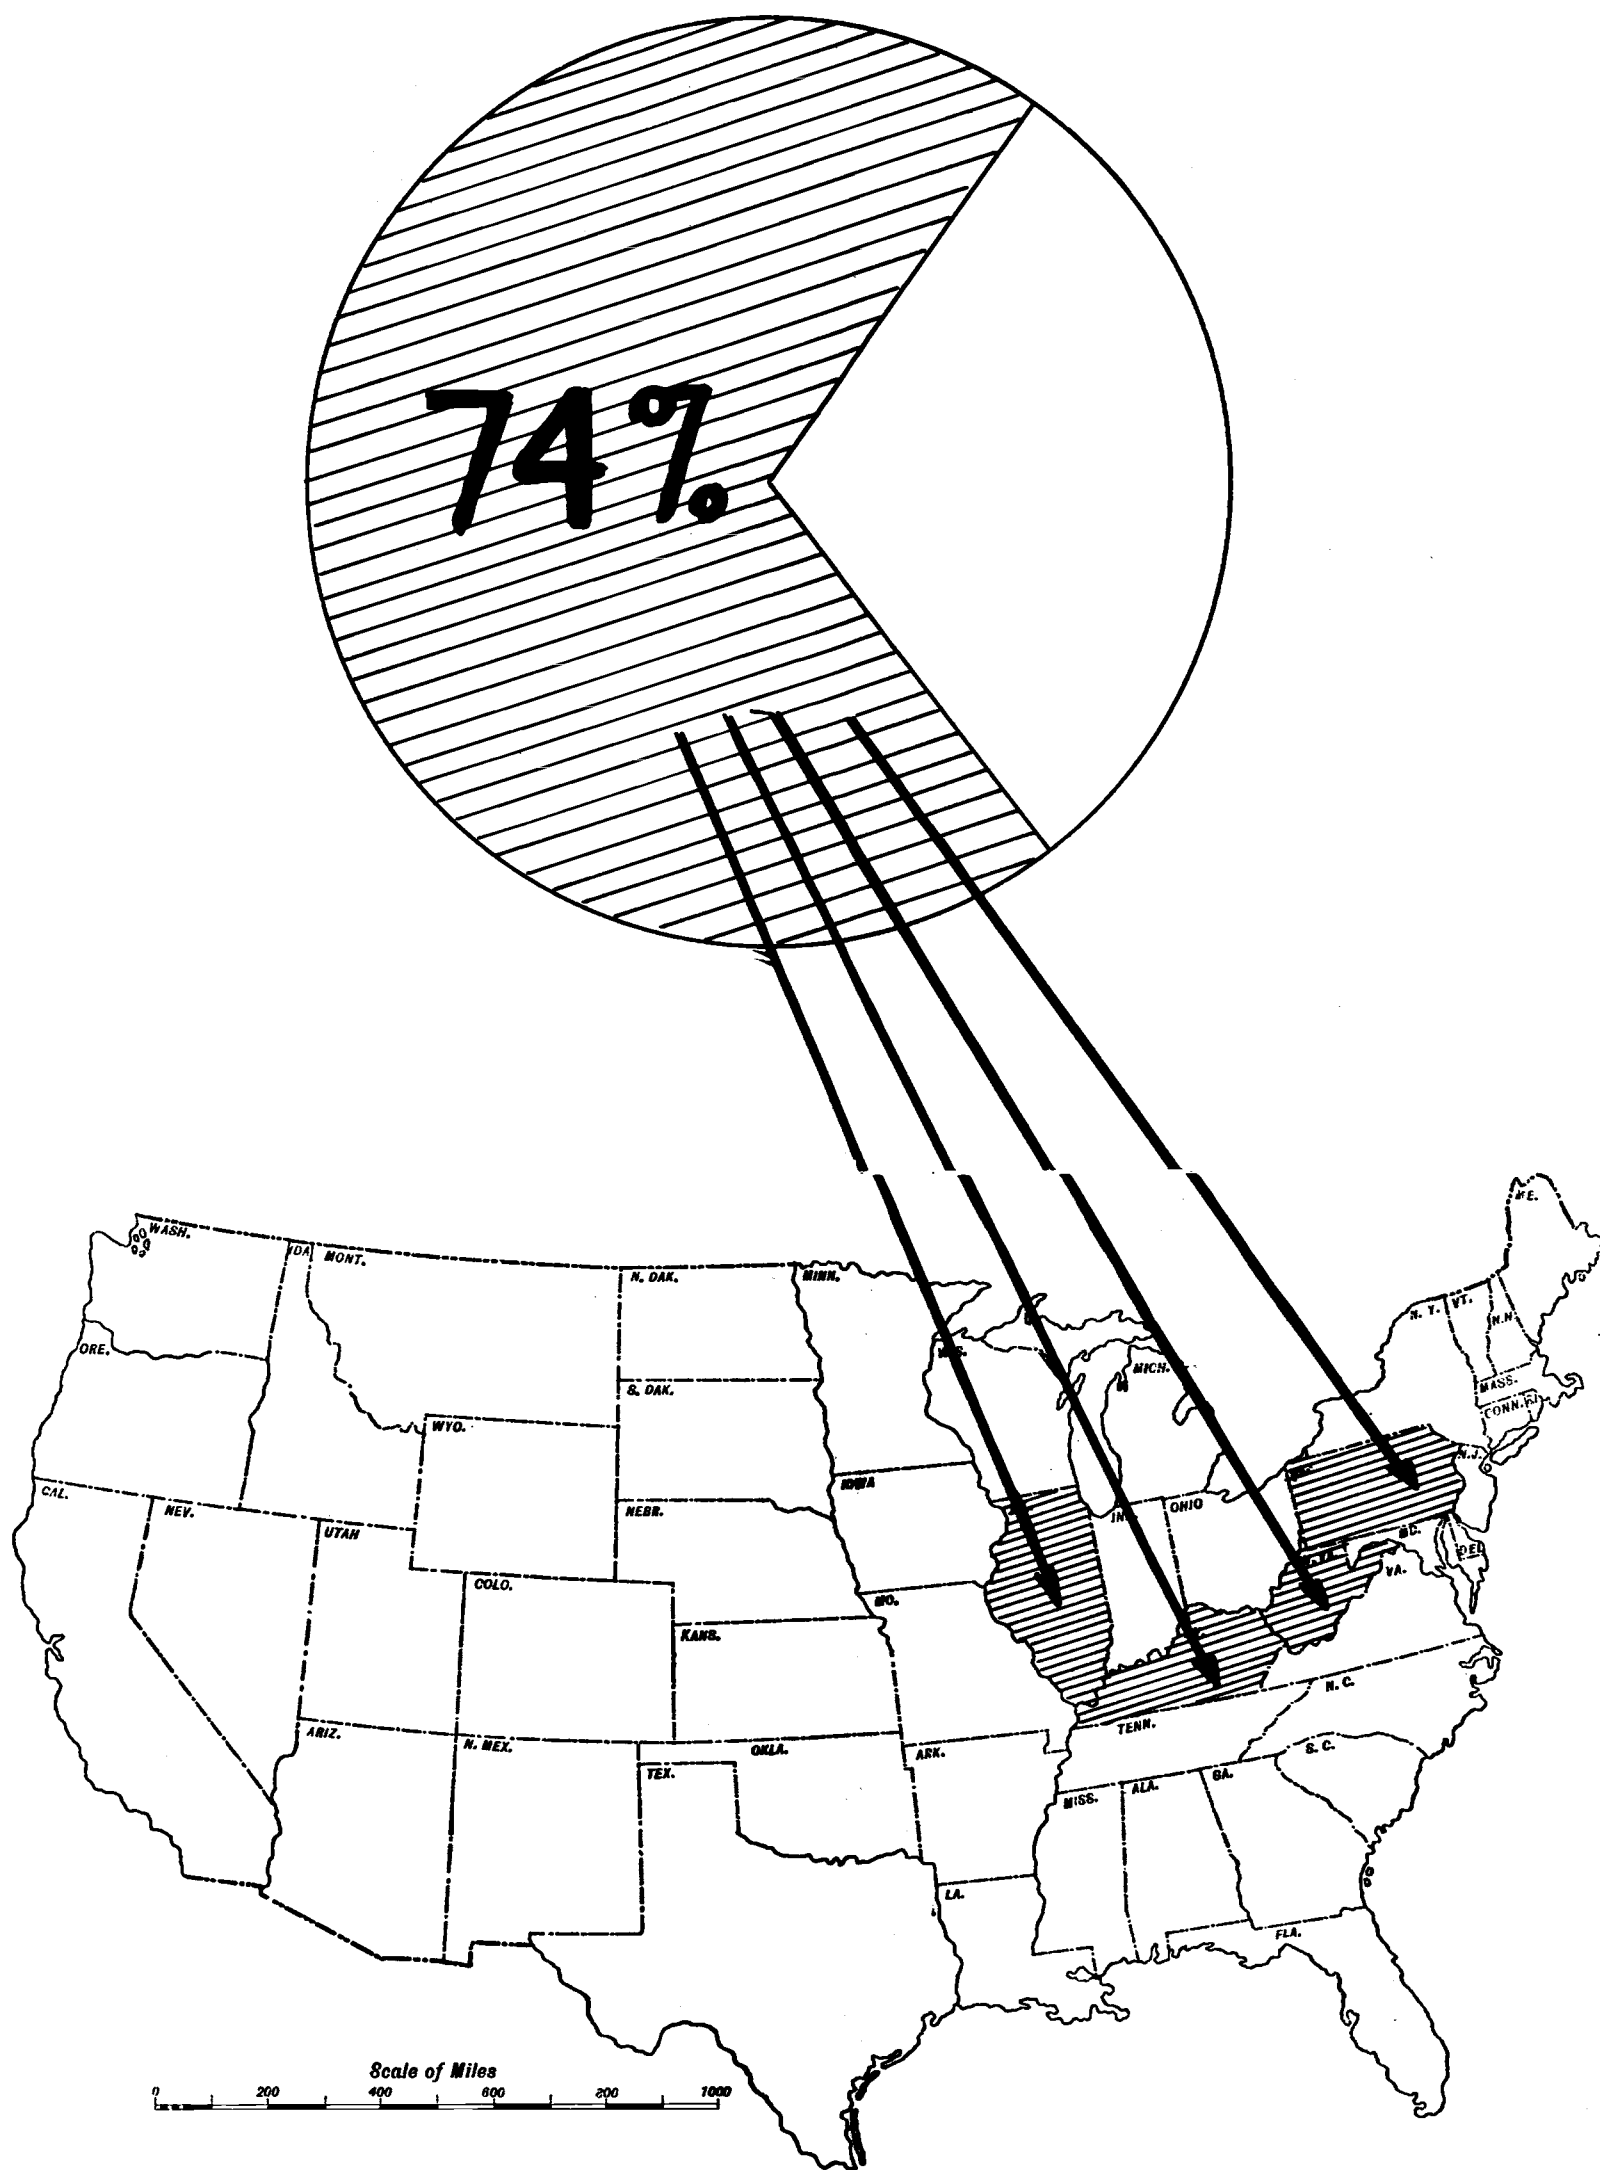 74%
ME.
WASH.
IDA
MONT.
N. DAK.
MINN.
N. Y.
VT.
N.H.
ORE.
WIS.
MICH.
S. DAK.
MASS.
CONN.
R.I.
WYO.
N.J.
CAL.
NEV.
NEBR.
IOWA
IND.
OHIO
UTAH
MD.
DEL
W. VA.
VA.
COLO.
MO.
KANS.
N. C.
ARIZ.
N. MEX.
OKLA.
ARK.
TENN.
S. C.
TEX.
MISS.
ALA.
GA.
LA.
FLA.
Scale of Miles
0 200 400 600 800 1000